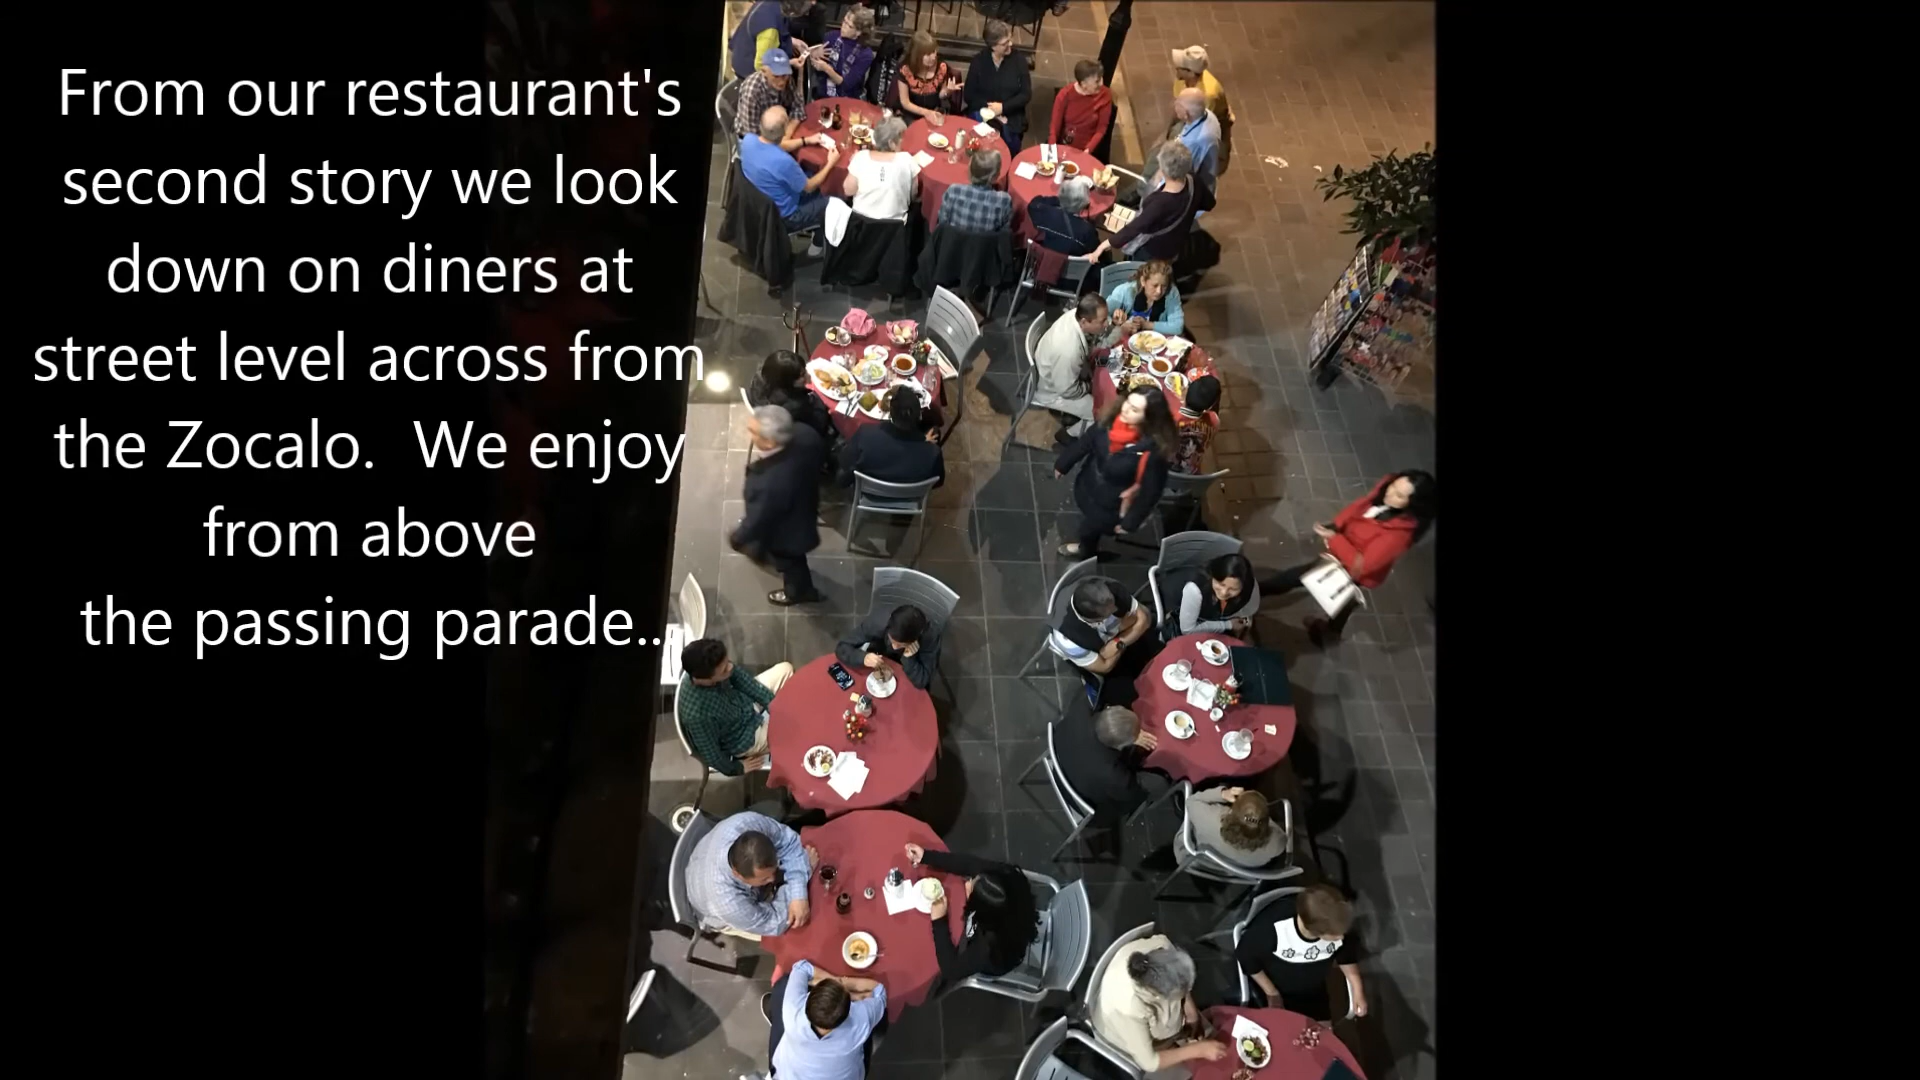 From our restaurant's
second story we look
down on diners at
street level across from
the Zocalo.  We enjoy
from above
the passing parade...